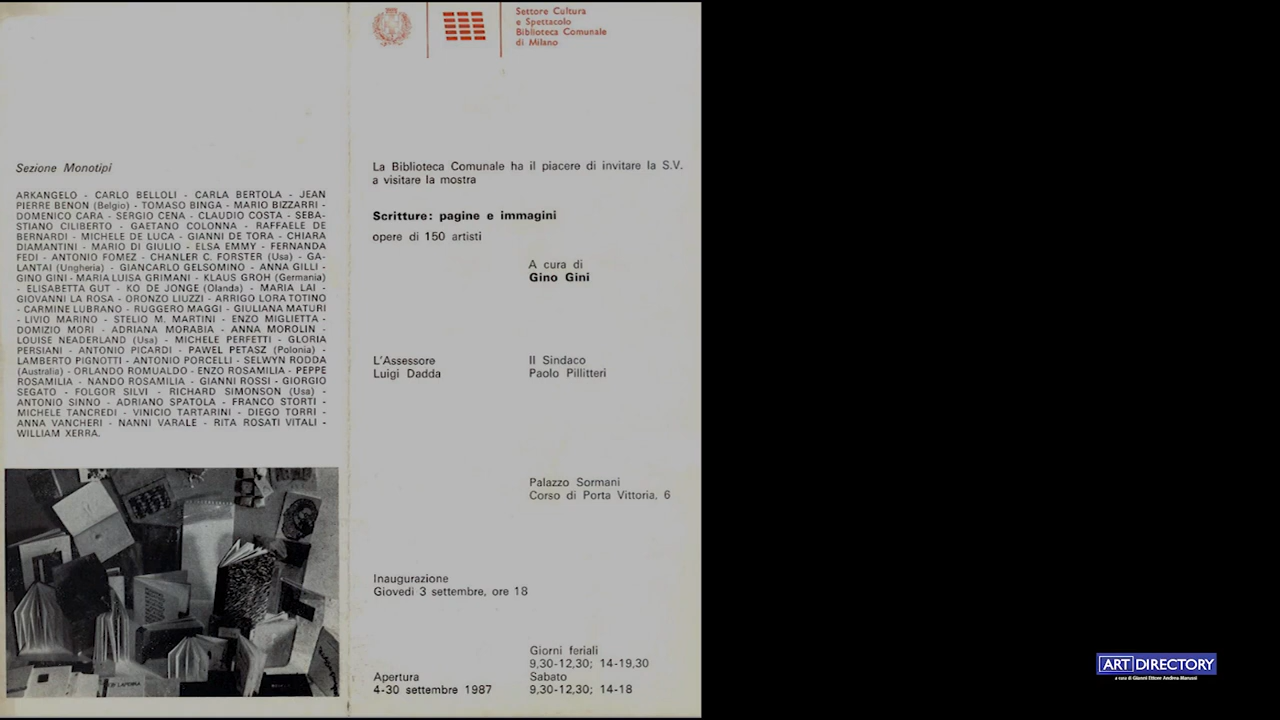 Settore Cultura
e Spettacolo
Biblioteca Comunale
di Milano
Sezione Monotipi
ARKANGELO - CARLO BELLOLI - CARLA BERTOLA - JEAN
PIERRE BENON (Belgio) - TOMASO BINGA - MARIO BIZZARRI -
DOMENICO CARA - SERGIO CENA - CLAUDIO COSTA - SEBA-
STIANO CILIBERTO - GAETANO COLONNA - RAFFAELE DE
BERNARDI - MICHELE DE LUCA - GIANNI DE TORA - CHIARA
DIAMANTINI - MARIO DI GIULIO - ELSA EMMY - FERNANDA
FEDI - ANTONIO FOMEZ - CHANLER C. FORSTER (Usa) - GA-
LANTAI (Ungheria) - GIANCARLO GELSOMINO - ANNA GILLI -
GINO GINI - MARIA LUISA GRIMANI - KLAUS GROH (Germania)
- ELISABETTA GUT - KO DE JONGE (Olanda) - MARIA LAI -
GIOVANNI LA ROSA - ORONZO LIUZZI - ARRIGO LORA TOTINO
- CARMINE LUBRANO - RUGGERO MAGGI - GIULIANA MATURI
- LIVIO MARINO - STELIO M. MARTINI - ENZO MIGLIETTA -
DOMIZIO MORI - ADRIANA MORABIA - ANNA MOROLIN -
LOUISE NEADERLAND (Usa) - MICHELE PERFETTI - GLORIA
PERSIANI - ANTONIO PICARDI - PAWEL PETASZ (Polonia) -
LAMBERTO PIGNOTTI - ANTONIO PORCELLI - SELWYN RODDA
(Australia) - ORLANDO ROMUALDO - ENZO ROSAMILIA - PEPPE
ROSAMILIA - NANDO ROSAMILIA - GIANNI ROSSI - GIORGIO
SEGATO - FOLGOR SILVI - RICHARD SIMONSON (Usa) -
ANTONIO SINNO - ADRIANO SPATOLA - FRANCO STORTI -
MICHELE TANCREDI - VINICIO TARTARINI - DIEGO TORRI -
ANNA VANCHERI - NANNI VARALE - RITA ROSATI VITALI -
WILLIAM XERRA.
La Biblioteca Comunale ha il piacere di invitare la S.V.
a visitare la mostra
Scritture: pagine e immagini
opere di 150 artisti
A cura di
Gino Gini
L'Assessore
Luigi Dadda
Il Sindaco
Paolo Pillitteri
Palazzo Sormani
Corso di Porta Vittoria, 6
Inaugurazione
Giovedì 3 settembre, ore 18
Apertura
4-30 settembre 1987
Giorni feriali
9,30-12,30; 14-19,30
Sabato
9,30-12,30; 14-18
ART DIRECTORY
a cura di Gianni Ettore Andrea Marussi